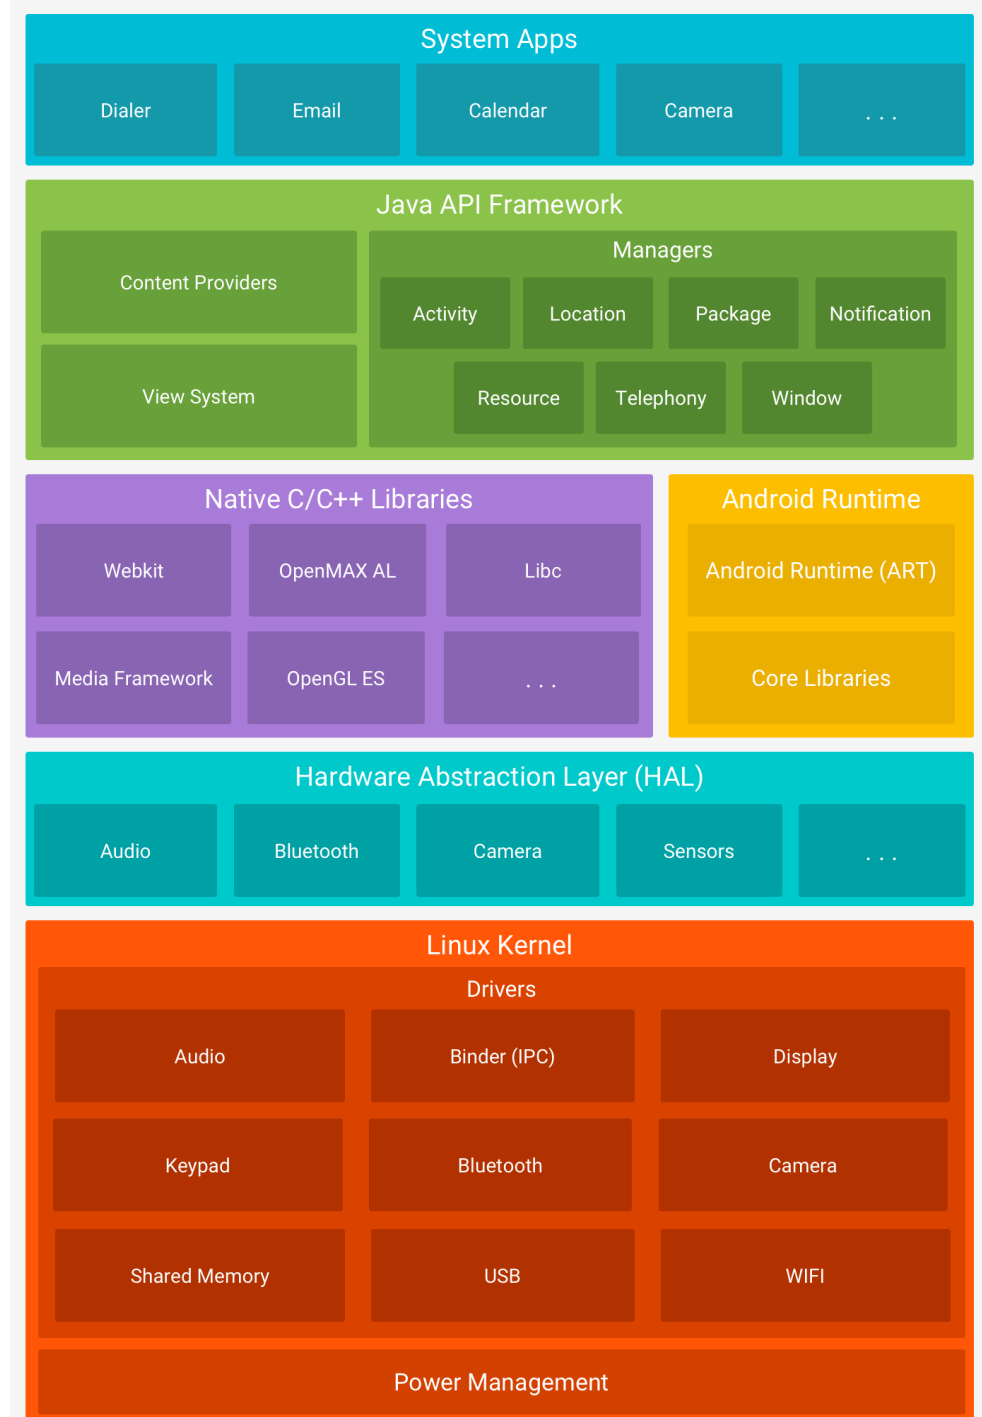 System Apps
Dialer Email Calendar Camera . . .
Java API Framework
Content Providers
View System
Managers
Activity Location Package Notification
Resource Telephony Window
Native C/C++ Libraries
Webkit OpenMAX AL Libc
Media Framework OpenGL ES . . .
Android Runtime
Android Runtime (ART)
Core Libraries
Hardware Abstraction Layer (HAL)
Audio Bluetooth Camera Sensors . . .
Linux Kernel
Drivers
Audio Binder (IPC) Display
Keypad Bluetooth Camera
Shared Memory USB WIFI
Power Management